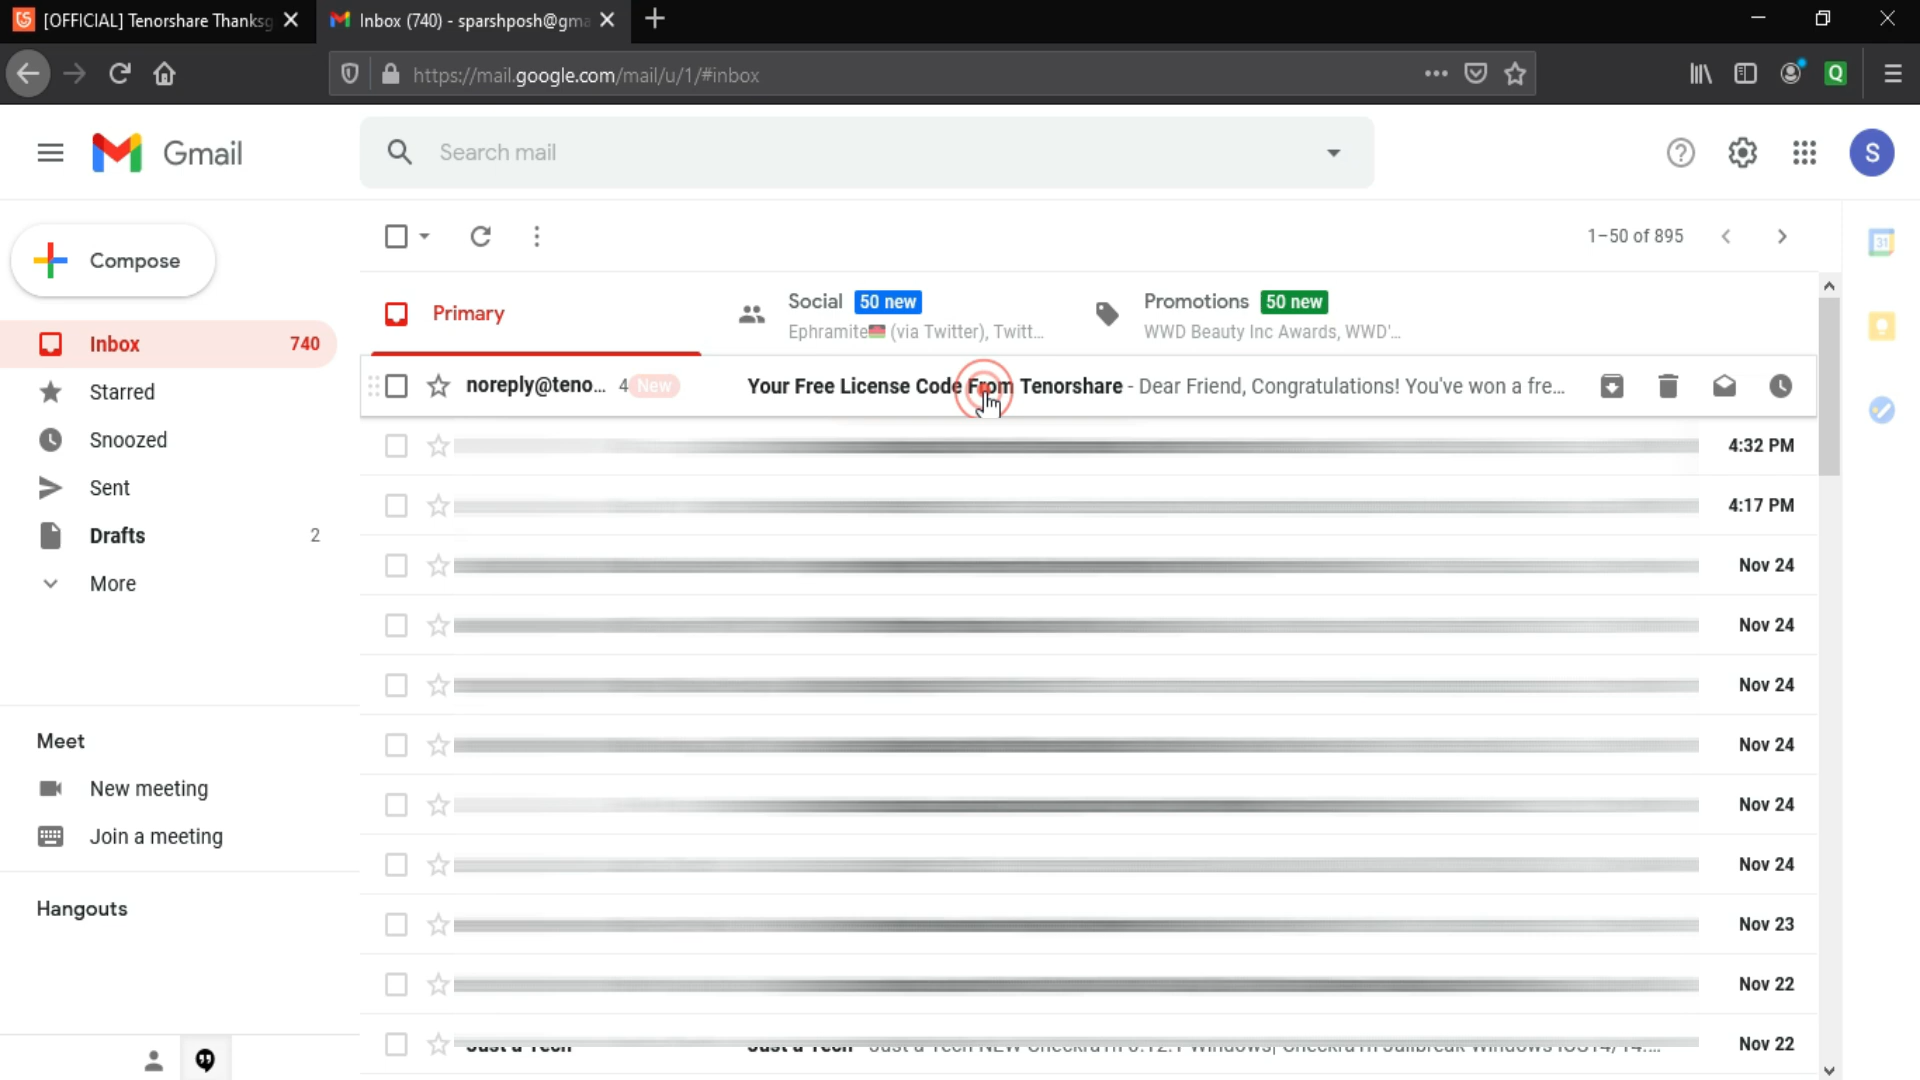 [OFFICIAL] Tenorshare Thanksg
Inbox (740) - sparshposh@gma
https://mail.google.com/mail/u/1/#inbox
Q
Gmail
Search mail
S
Compose
1–50 of 895
31
Primary
Social 50 new
Ephramite🇲🇼 (via Twitter), Twitt...
Promotions 50 new
WWD Beauty Inc Awards, WWD'...
Inbox 740
Starred
Snoozed
Sent
Drafts 2
More
noreply@teno... 4 New Your Free License Code From Tenorshare - Dear Friend, Congratulations! You've won a fre...
4:32 PM
4:17 PM
Nov 24
Nov 24
Nov 24
Nov 24
Nov 24
Nov 24
Nov 23
Nov 22
Nov 22
Meet
New meeting
Join a meeting
Hangouts